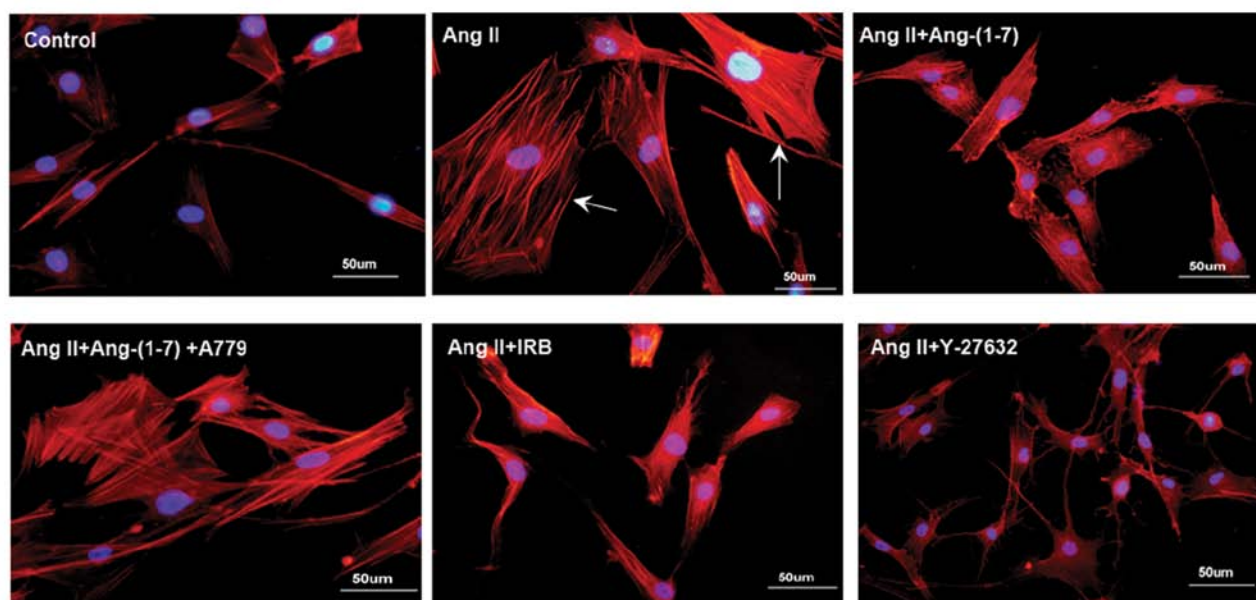 Control
50um
Ang II
50um
Ang II+Ang-(1-7)
50um
Ang II+Ang-(1-7) +A779
50um
Ang II+IRB
50um
Ang II+Y-27632
50um